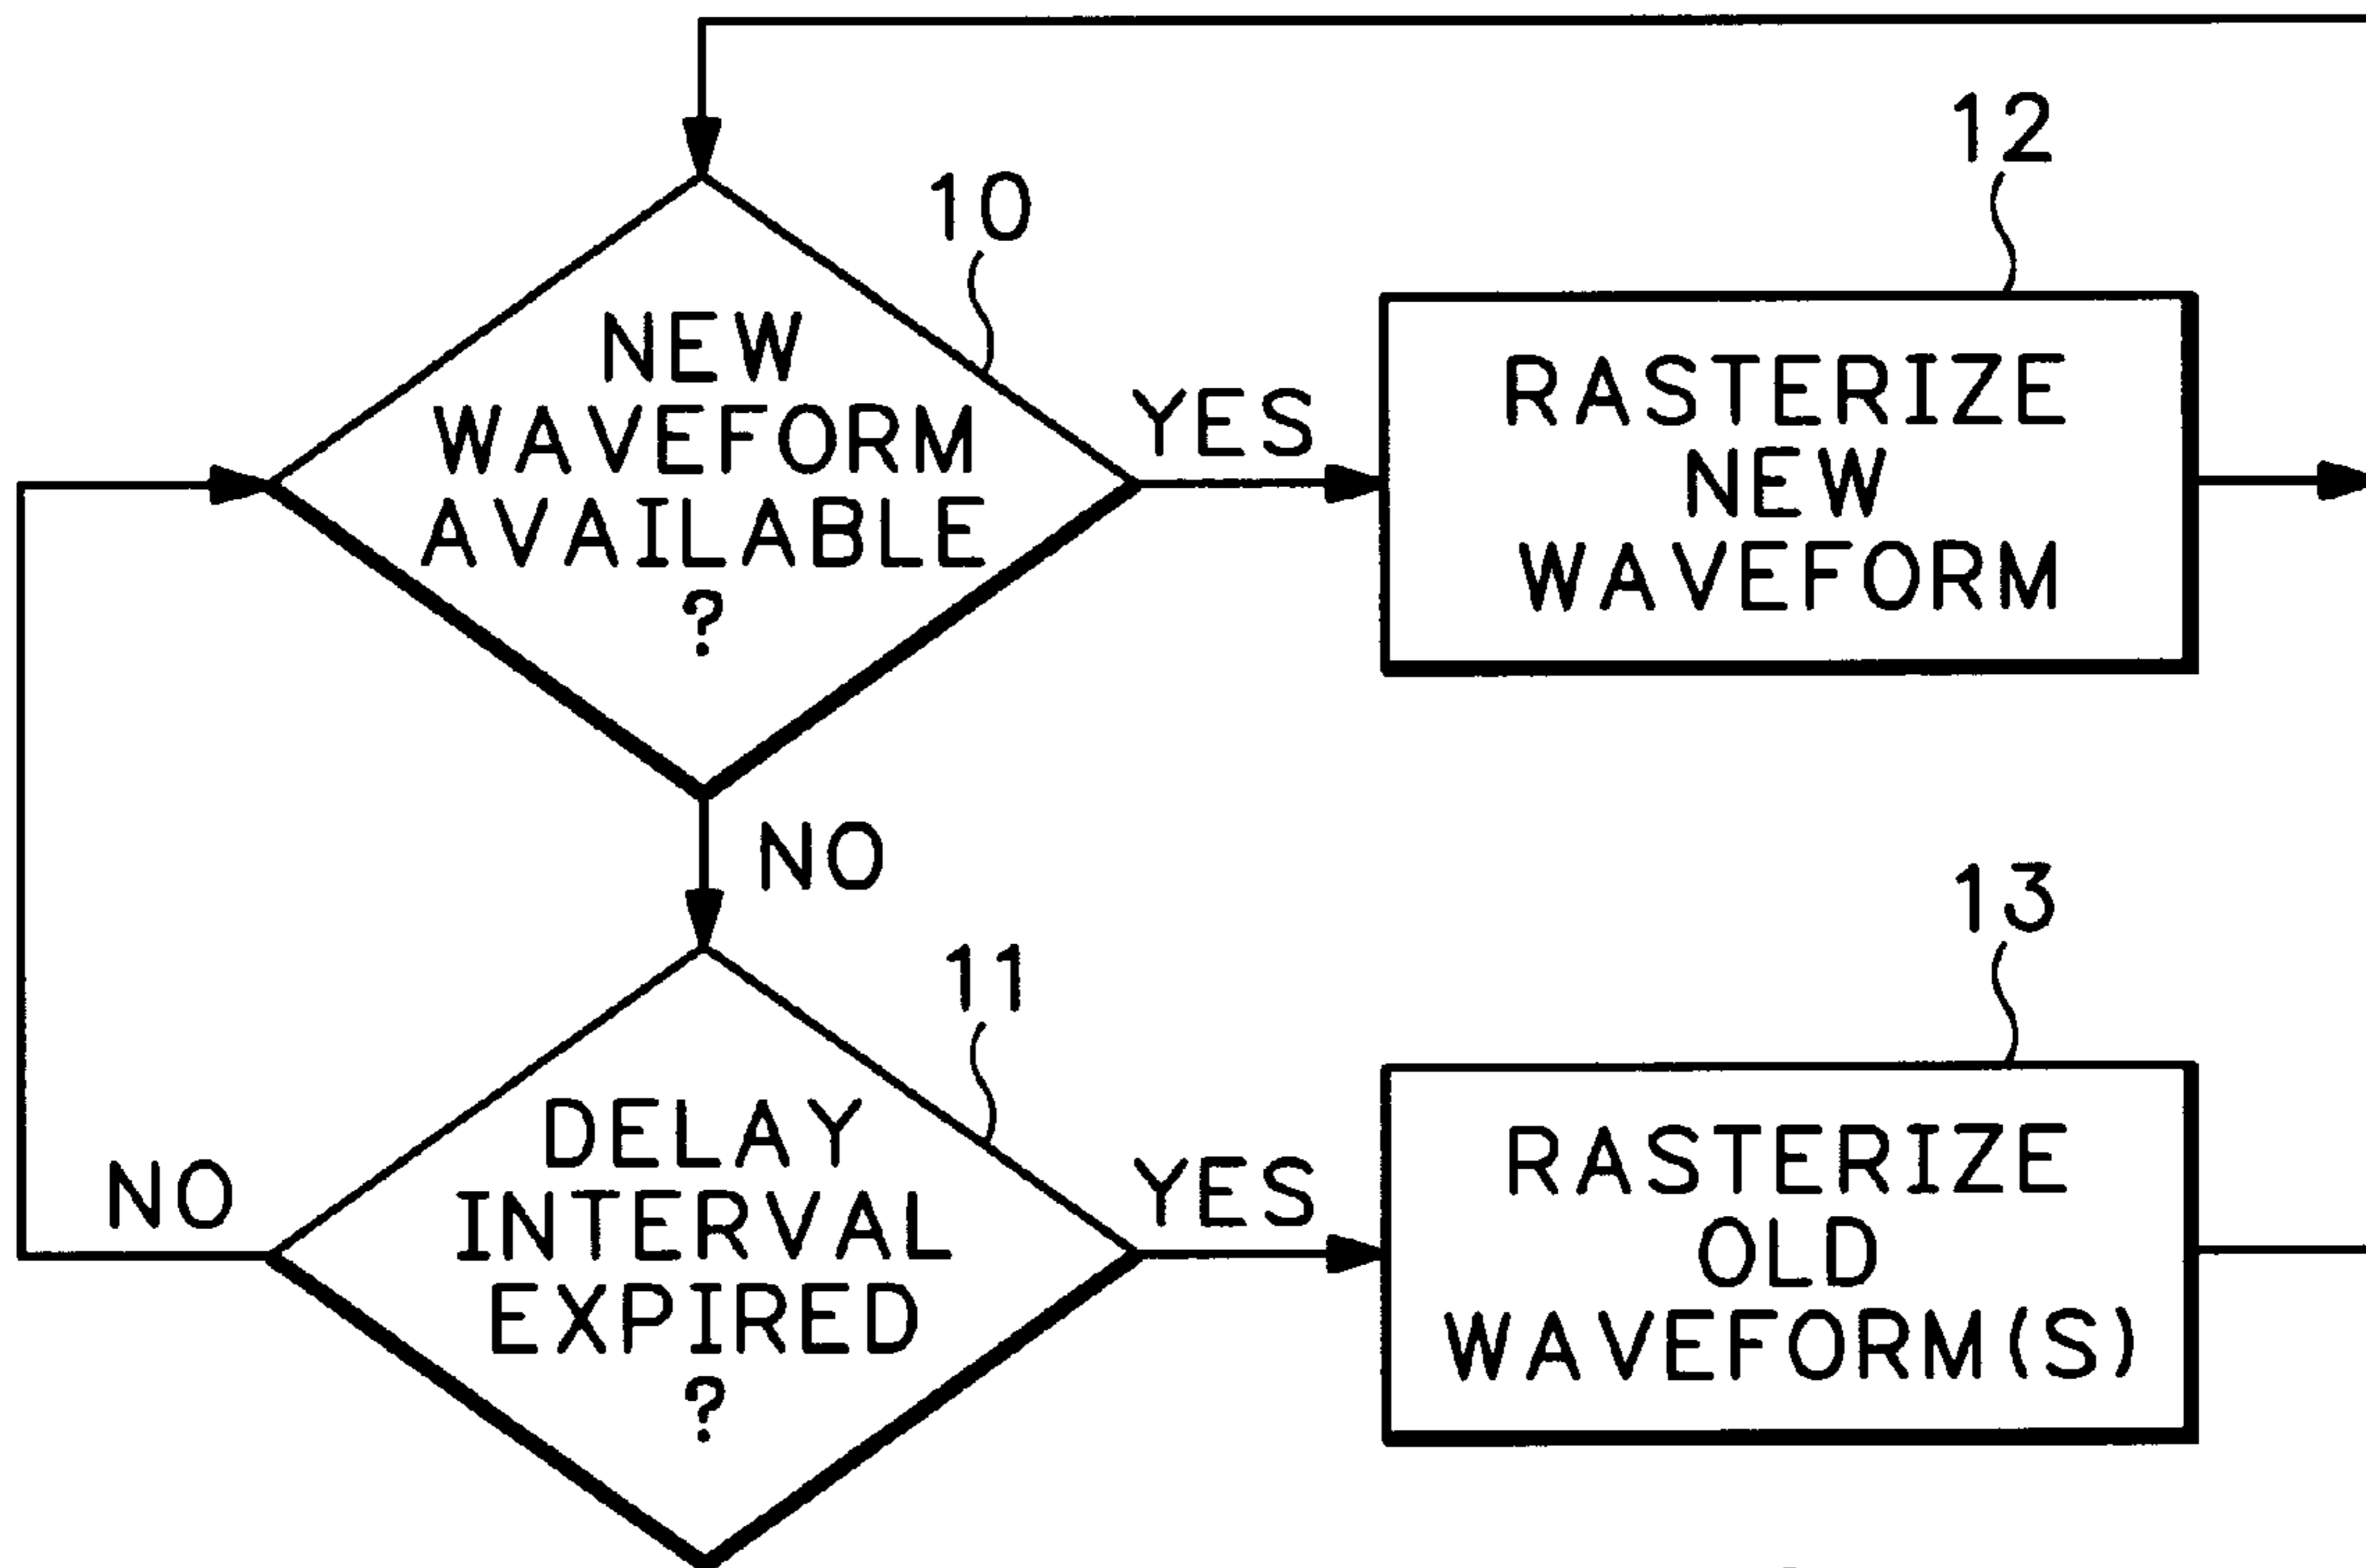 10
NEW
WAVEFORM
AVAILABLE
?
YES
12
RASTERIZE
NEW
WAVEFORM
NO
11
DELAY
INTERVAL
EXPIRED
?
NO
YES
13
RASTERIZE
OLD
WAVEFORM(S)